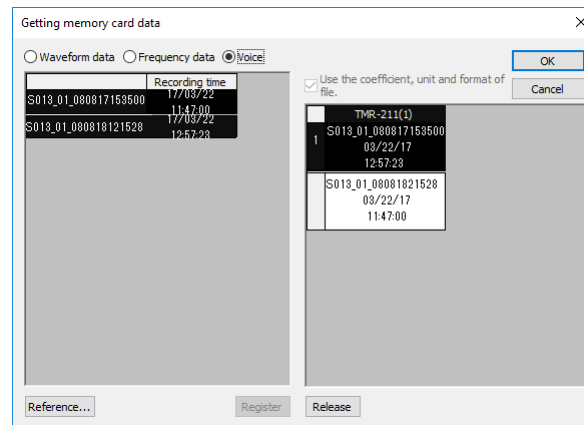 Getting memory card data
Waveform data Frequency data Voice
OK
Use the coefficient, unit and format of
file.
Cancel
Recording time
S013_01_080817153500 17/03/22
11:47:00
S013_01_080818121528 17/03/22
12:57:23
TMR-211(1)
1 S013_01_080817153500
03/22/17
12:57:23
S013_01_08081821528
03/22/17
11:47:00
Reference...
Register
Release